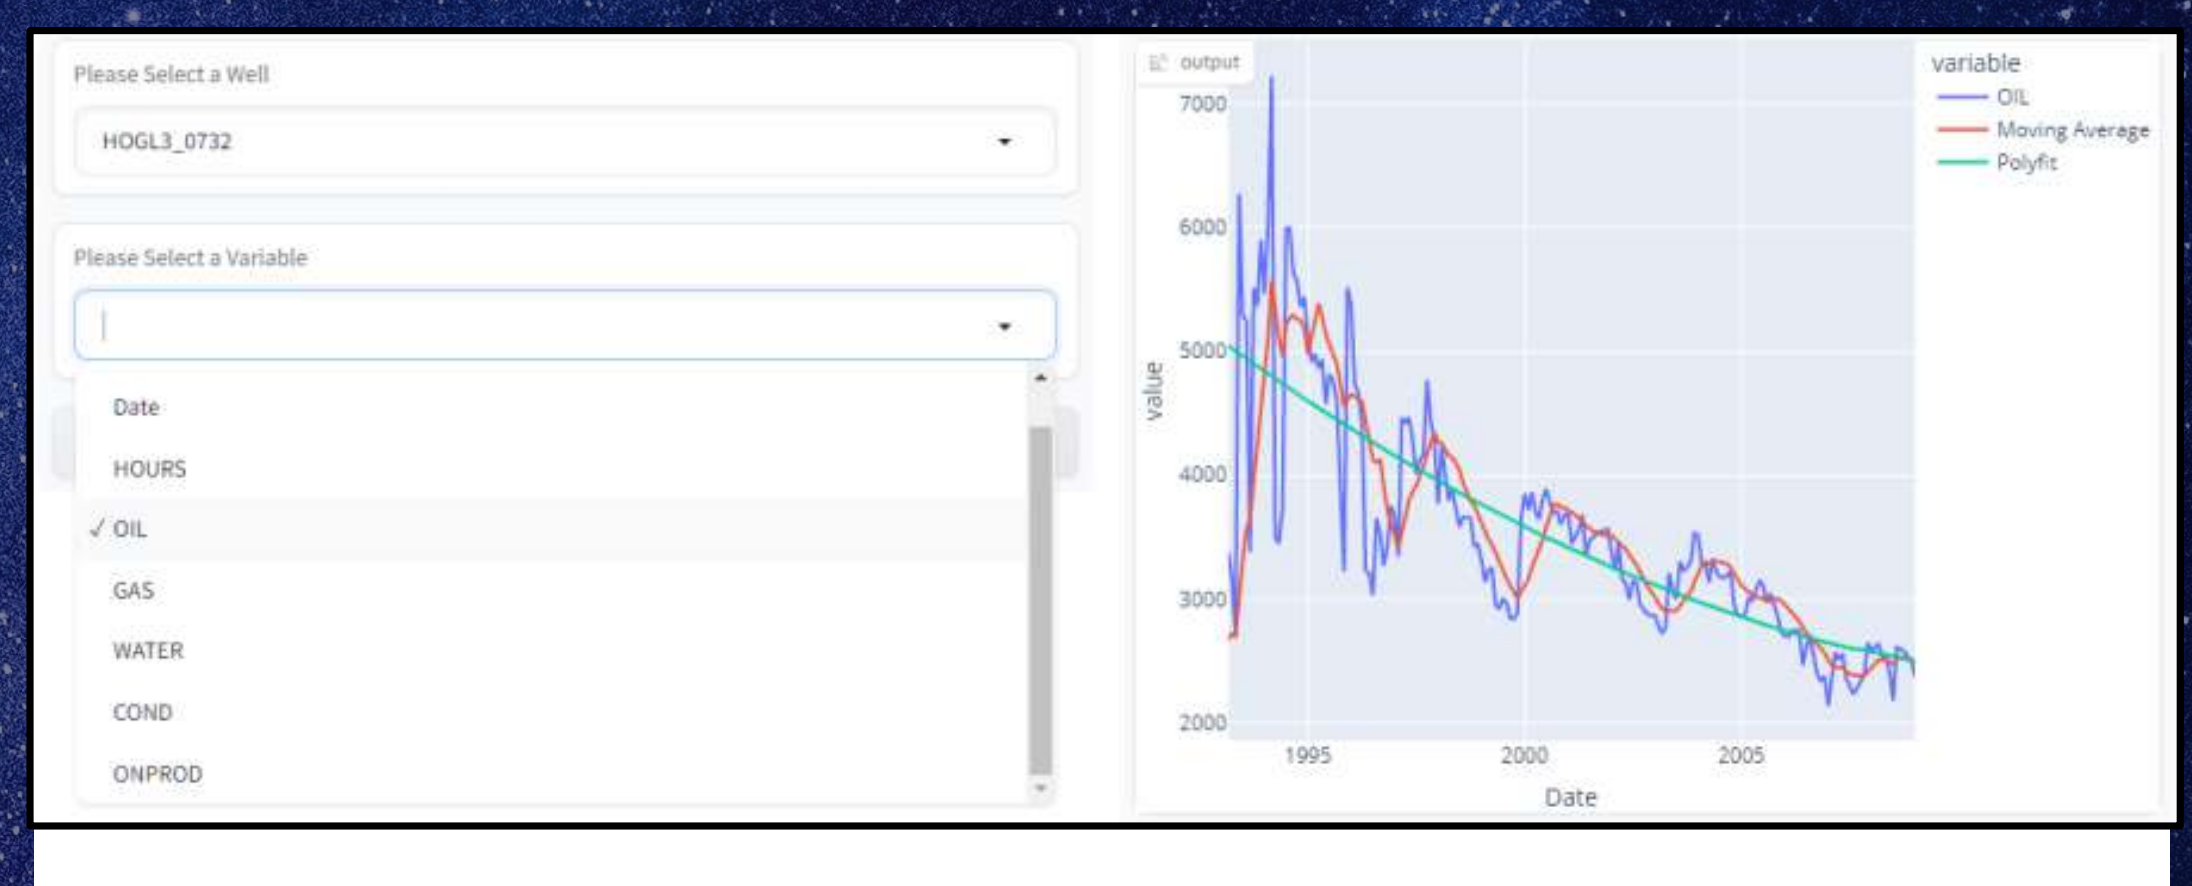 Please Select a Well
HOGL3_0732
Please Select a Variable
Date
HOURS
✓ OIL
GAS
WATER
COND
ONPROD
output
variable
OIL
Moving Average
Polyfit
7000
6000
5000
4000
3000
2000
value
1995 2000 2005
Date